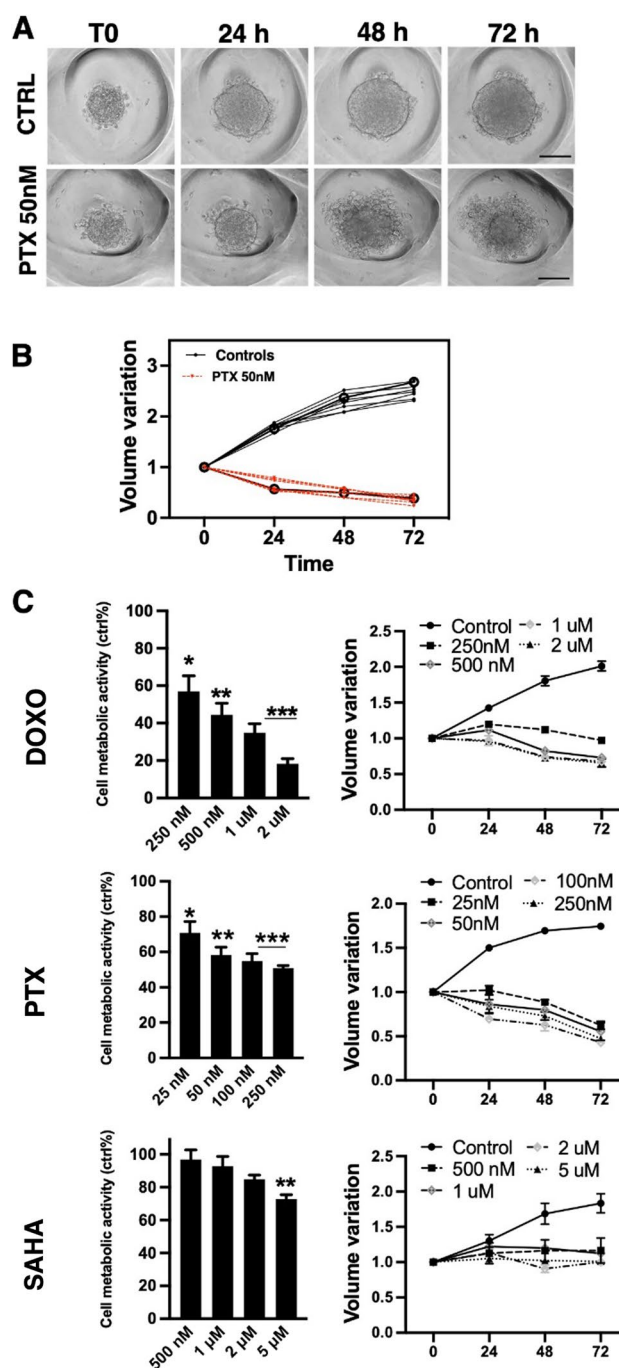 A
T0 24 h 48 h 72 h
CTRL
PTX 50nM
B
Volume variation
3
2
1
0
Controls
PTX 50nM
0 24 48 72
Time
C
DOXO
Cell metabolic activity (ctrl%)
100
80
60
40
20
0
* ** ***
250 nM 500 nM 1 uM 2 uM
Volume variation
2.5
2.0
1.5
1.0
0.5
0.0
Control 1 uM
250nM 2 uM
500 nM
0 24 48 72
PTX
Cell metabolic activity (ctrl%)
100
80
60
40
20
0
* ** ***
25 nM 50 nM 100 nM 250 nM
Volume variation
2.0
1.5
1.0
0.5
0.0
Control 100nM
25nM 250nM
50nM
0 24 48 72
SAHA
Cell metabolic activity (ctrl%)
100
80
60
40
20
0
**
500 nM 1 µM 2 µM 5 µM
Volume variation
2.5
2.0
1.5
1.0
0.5
0.0
Control 2 uM
500 nM 5 uM
1 uM
0 24 48 72